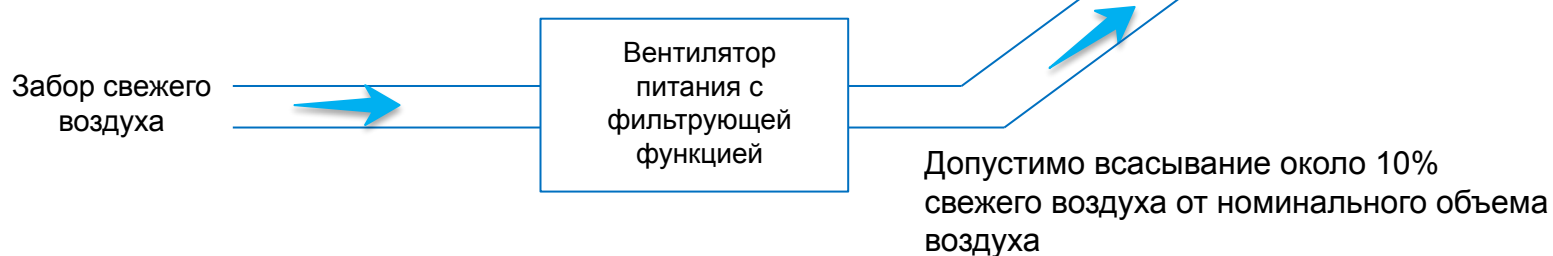 Забор свежего
воздуха
Вентилятор
питания с
фильтрующей
функцией
Допустимо всасывание около 10%
свежего воздуха от номинального объема
воздуха